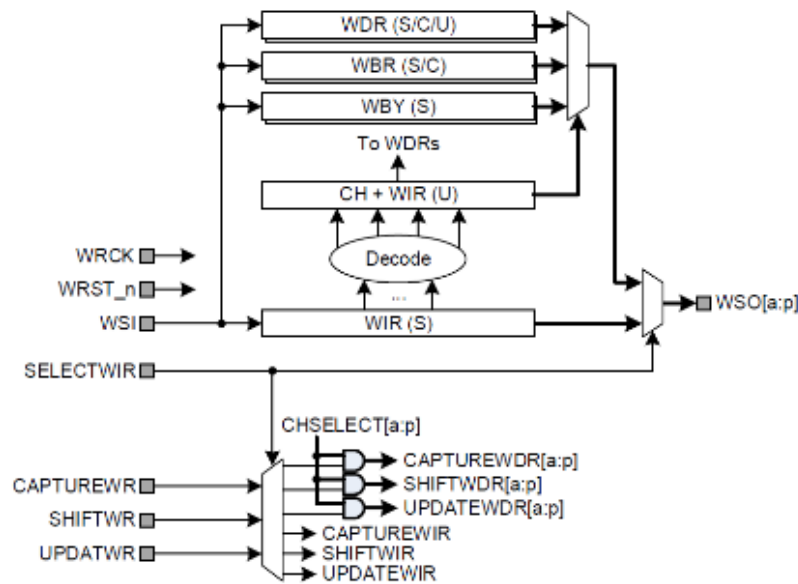 WDR (S/C/U)
WBR (S/C)
WBY (S)
To WDRs
CH + WIR (U)
WRCK
Decode
WRST_n
...
WSI
WIR (S)
WSO[a:p]
SELECTWIR
CHSELECT[a:p]
CAPTUREWDR[a:p]
CAPTUREWR
SHIFTWDR[a:p]
UPDATEWDR[a:p]
SHIFTWR
CAPTUREWIR
UPDATWR
SHIFTWIR
UPDATEWIR